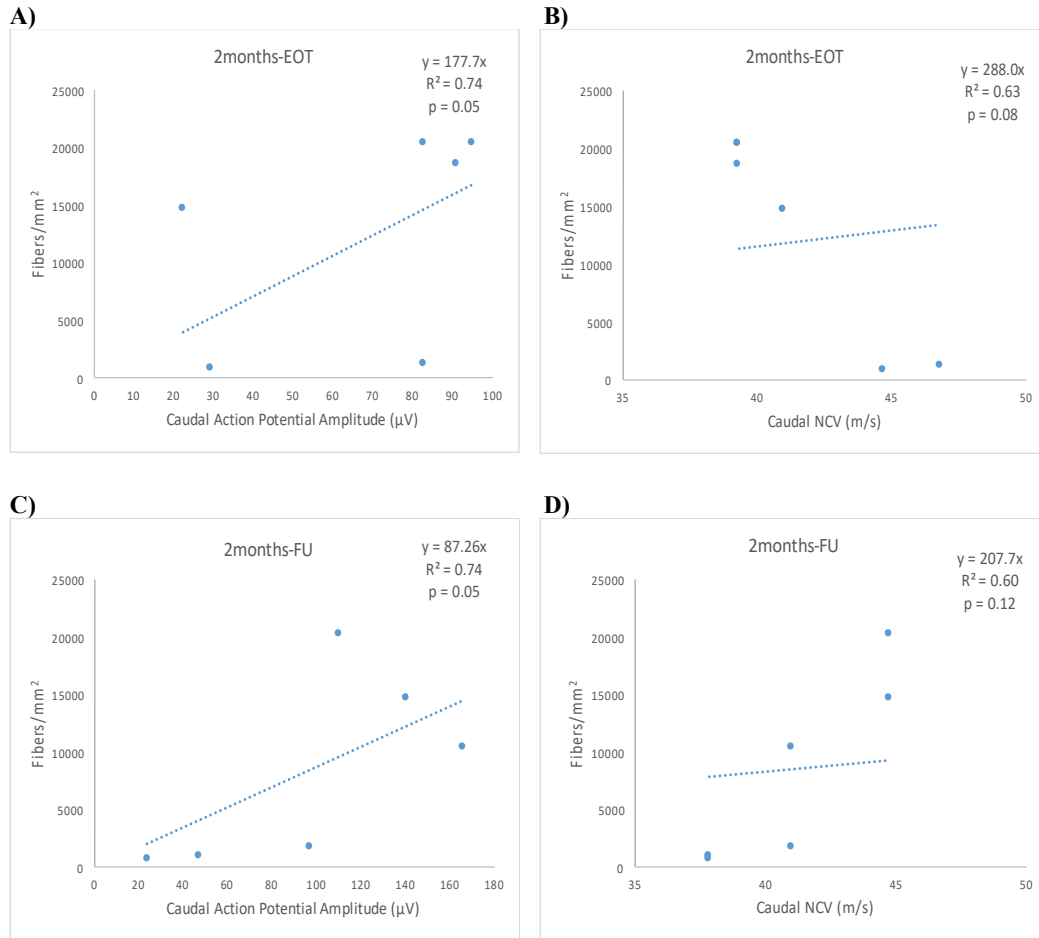 A)
2months-EOT
y = 177.7x
R² = 0.74
p = 0.05
25000
20000
15000
10000
5000
0
Fibers/mm²
0 10 20 30 40 50 60 70 80 90 100
Caudal Action Potential Amplitude (µV)
B)
2months-EOT
y = 288.0x
R² = 0.63
p = 0.08
25000
20000
15000
10000
5000
0
Fibers/mm²
35 40 45 50
Caudal NCV (m/s)
C)
2months-FU
y = 87.26x
R² = 0.74
p = 0.05
25000
20000
15000
10000
5000
0
Fibers/mm²
0 20 40 60 80 100 120 140 160 180
Caudal Action Potential Amplitude (µV)
D)
2months-FU
y = 207.7x
R² = 0.60
p = 0.12
25000
20000
15000
10000
5000
0
Fibers/mm²
35 40 45 50
Caudal NCV (m/s)